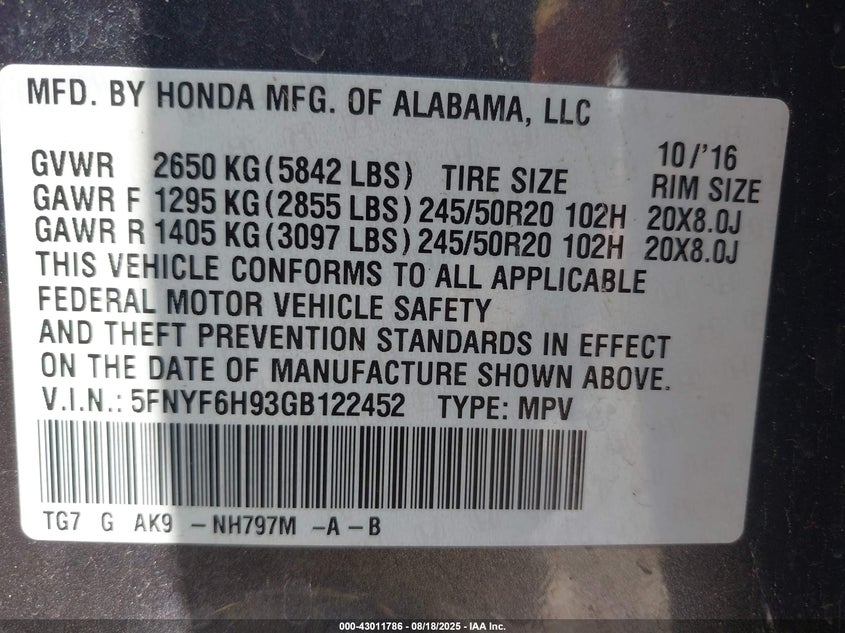 MFD. BY HONDA MFG. OF ALABAMA, LLC
10/'16
GVWR 2650 KG (5842 LBS) TIRE SIZE RIM SIZE
GAWR F 1295 KG (2855 LBS) 245/50R20 102H 20X8.0J
GAWR R 1405 KG (3097 LBS) 245/50R20 102H 20X8.0J
THIS VEHICLE CONFORMS TO ALL APPLICABLE
FEDERAL MOTOR VEHICLE SAFETY
AND THEFT PREVENTION STANDARDS IN EFFECT
ON THE DATE OF MANUFACTURE SHOWN ABOVE.
V.I.N.: 5FNYF6H93GB122452 TYPE: MPV
TG7 G AK9 -NH797M -A -B
000-43011786 - 08/18/2025 - IAA Inc.